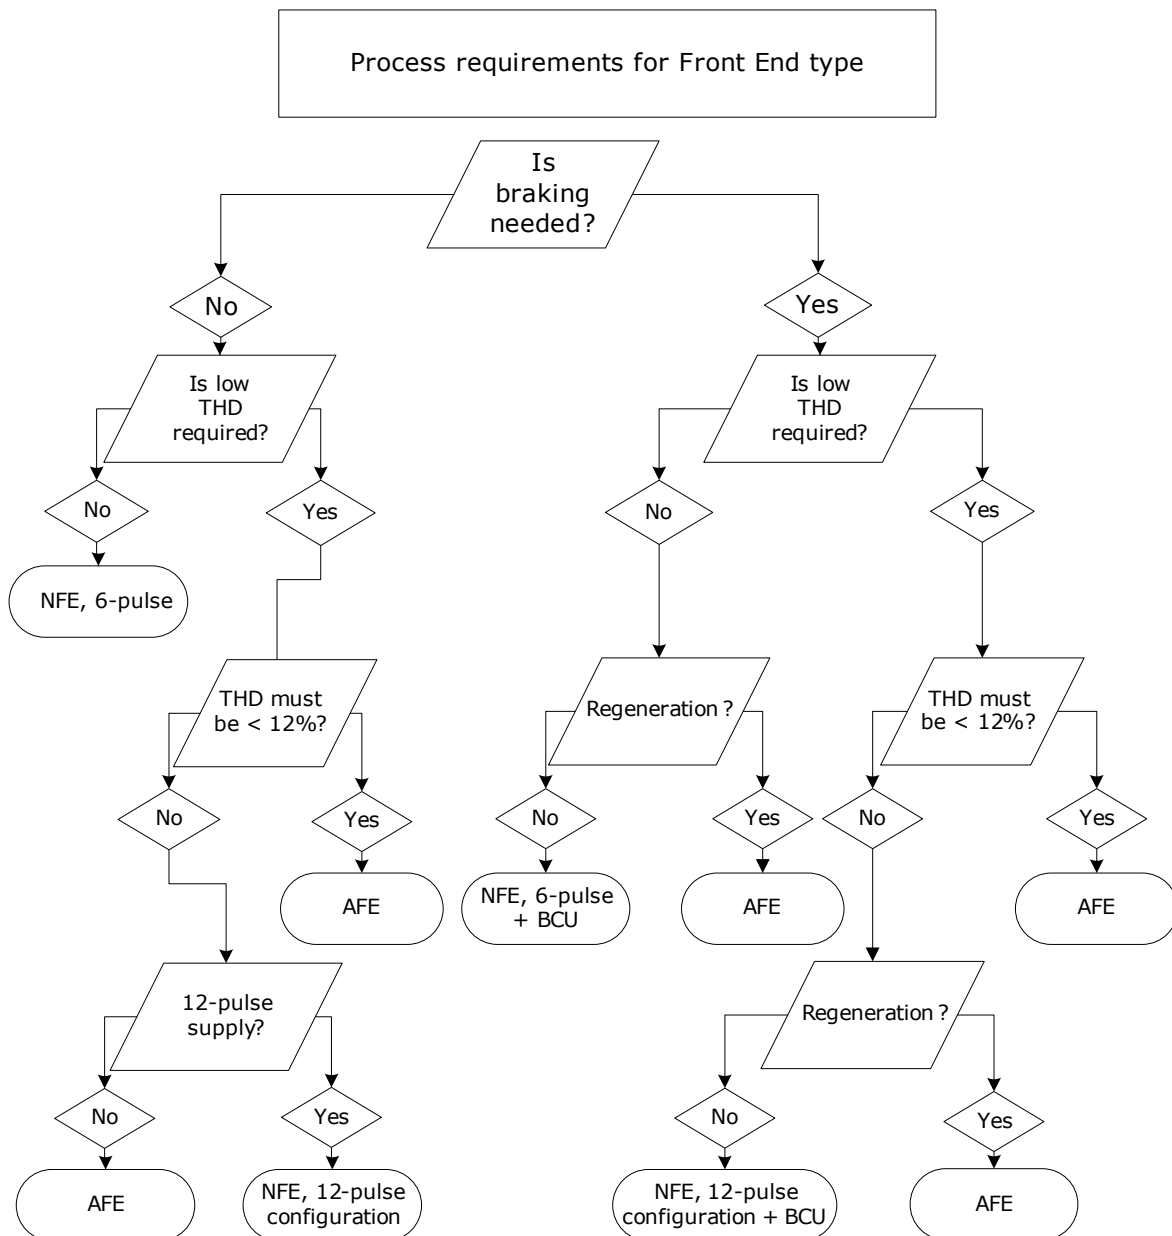 Process requirements for Front End type
Is
braking
needed?
No
Yes
Is low
THD
required?
Is low
THD
required?
No
Yes
No
Yes
NFE, 6-pulse
THD must
be < 12%?
Regeneration ?
THD must
be < 12%?
No
Yes
No
Yes
No
Yes
AFE
NFE, 6-pulse
+ BCU
AFE
AFE
12-pulse
supply?
Regeneration ?
No
Yes
No
Yes
AFE
NFE, 12-pulse
configuration
NFE, 12-pulse
configuration + BCU
AFE